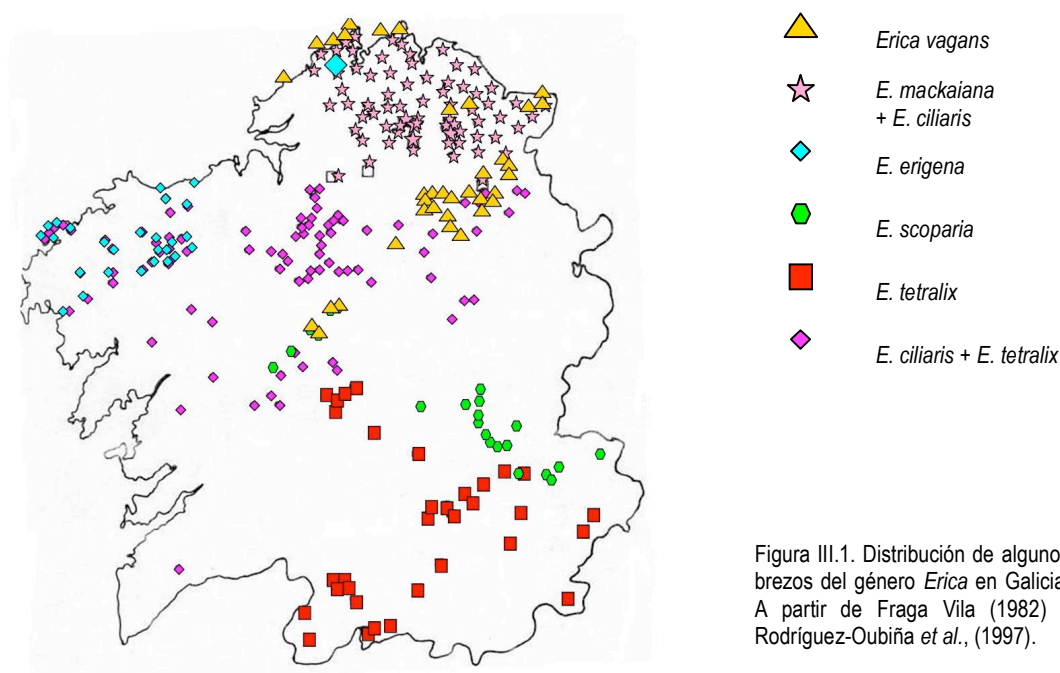 Erica vagans
E. mackaiana
+ E. ciliaris
E. erigena
E. scoparia
E. tetralix
E. ciliaris + E. tetralix
Figura III.1. Distribución de alguno
brezos del género Erica en Galicia
A partir de Fraga Vila (1982)
Rodríguez-Oubiña et al., (1997).